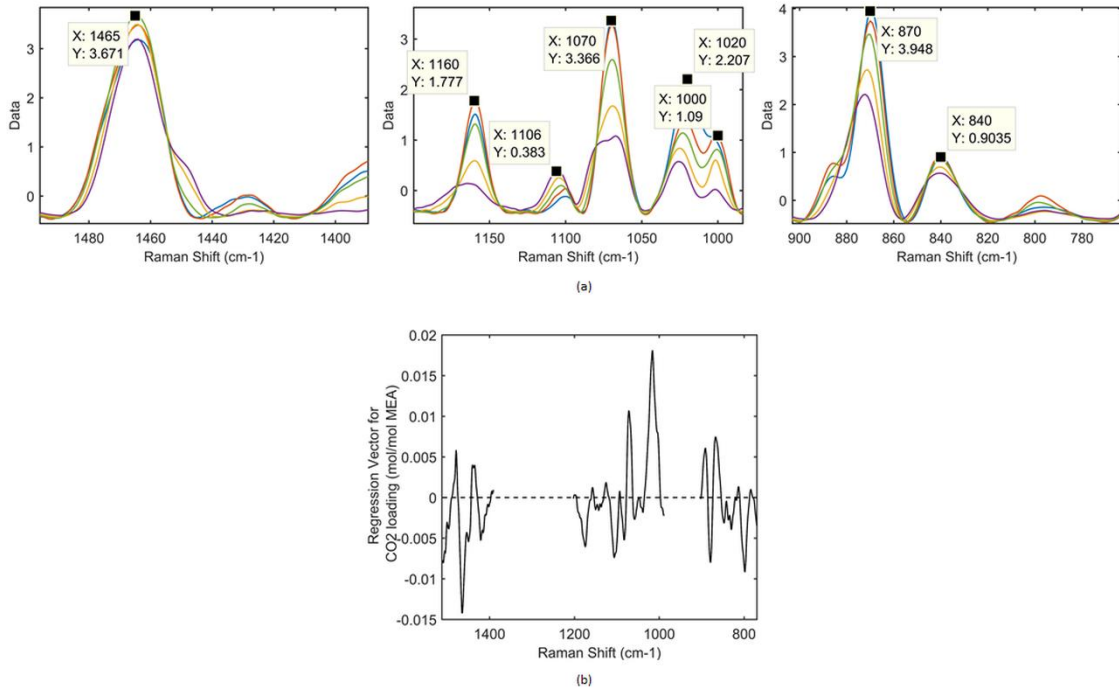 X: 1465
Y: 3.671
3
2
1
0
Data
1480
1460
1440
1420
1400
Raman Shift (cm-1)
X: 1160
Y: 1.777
X: 1106
Y: 0.383
X: 1070
Y: 3.366
X: 1020
Y: 2.207
X: 1000
Y: 1.09
3
2
1
0
Data
1150
1100
1050
1000
Raman Shift (cm-1)
X: 870
Y: 3.948
X: 840
Y: 0.9035
4
3
2
1
0
Data
900
880
860
840
820
800
780
Raman Shift (cm-1)
(a)
0.02
0.015
0.01
0.005
0
-0.005
-0.01
-0.015
Regression Vector for
CO2 loading (mol/mol MEA)
1400
1200
1000
800
Raman Shift (cm-1)
(b)